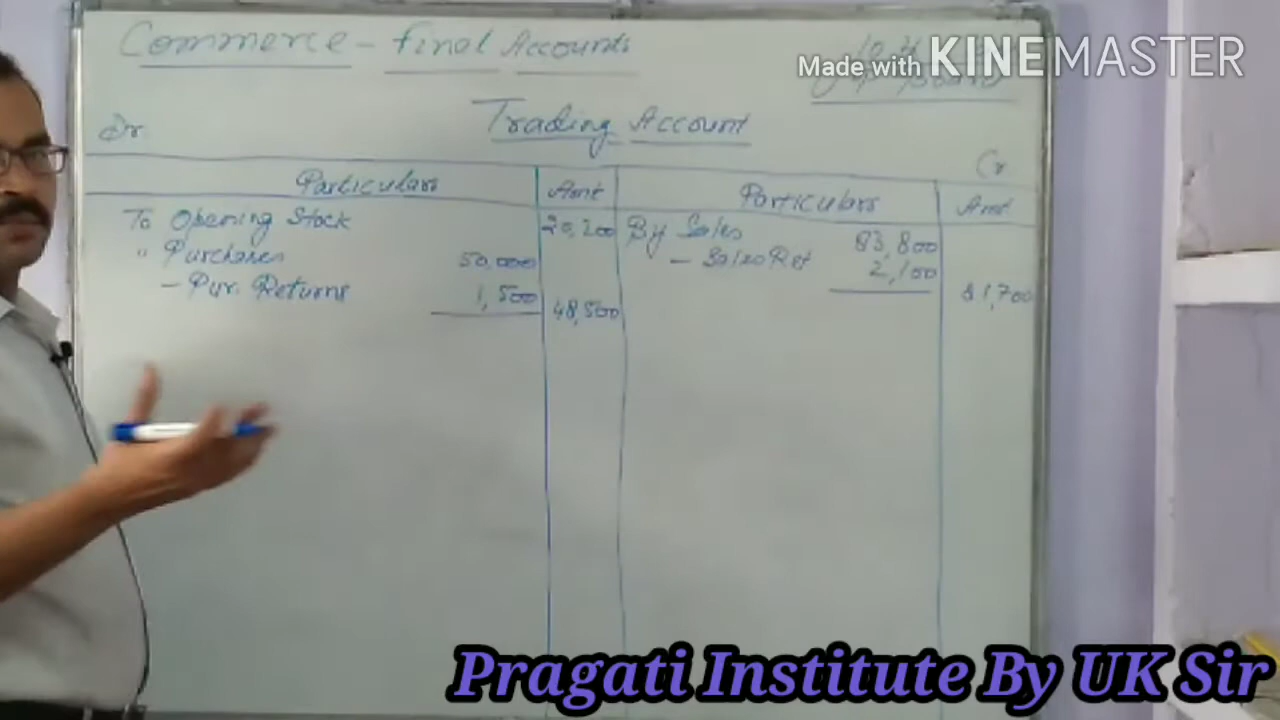 Commerce - Final Accounts
Made with KINEMASTER
Trading Account
Dr
Cr
Particulars Amt Particulars Amt
To Opening Stock 20,200 By Sales 83,800
" Purchases 50,000 - Sales Ret 2,100 81,700
- Pur. Returns 1,500 48,500
Pragati Institute By UK Sir